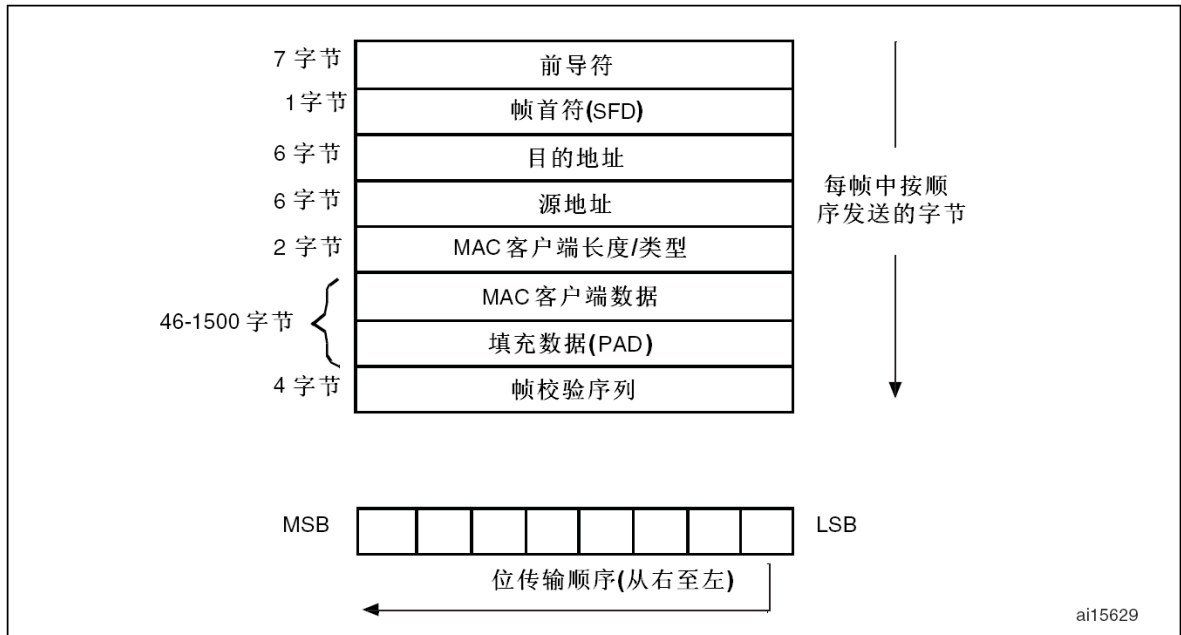 7 字节
前导符
1字节
帧首符(SFD)
6 字节
目的地址
6 字节
源地址
2 字节
MAC 客户端长度/类型
46-1500 字节
MAC 客户端数据
填充数据(PAD)
4 字节
帧校验序列
每帧中按顺
序发送的字节
MSB
LSB
位传输顺序(从右至左)
ai15629